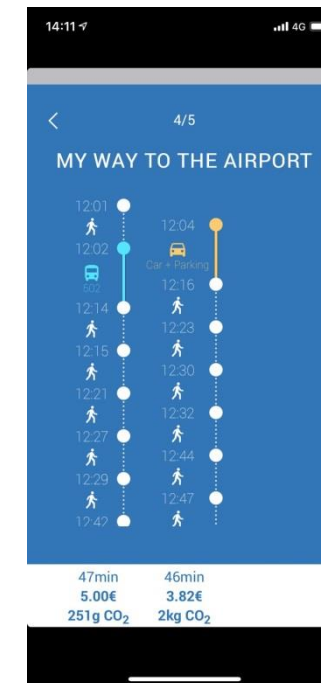 14:11
4G
4/5
MY WAY TO THE AIRPORT
12:01
12:02
602
12:14
12:15
12:21
12:27
12:29
12:42
12:04
Car + Parking
12:16
12:23
12:30
12:32
12:44
12:47
47min
5.00€
251g CO₂
46min
3.82€
2kg CO₂